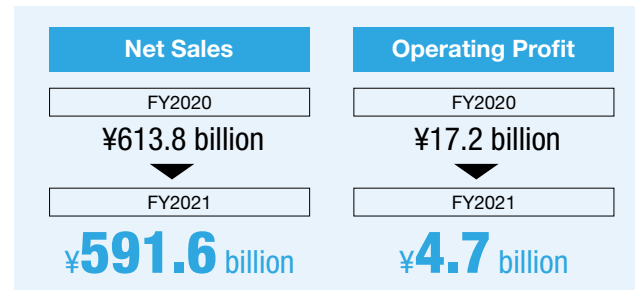 Net Sales
FY2020
¥613.8 billion
FY2021
¥591.6 billion
Operating Profit
FY2020
¥17.2 billion
FY2021
¥4.7 billion